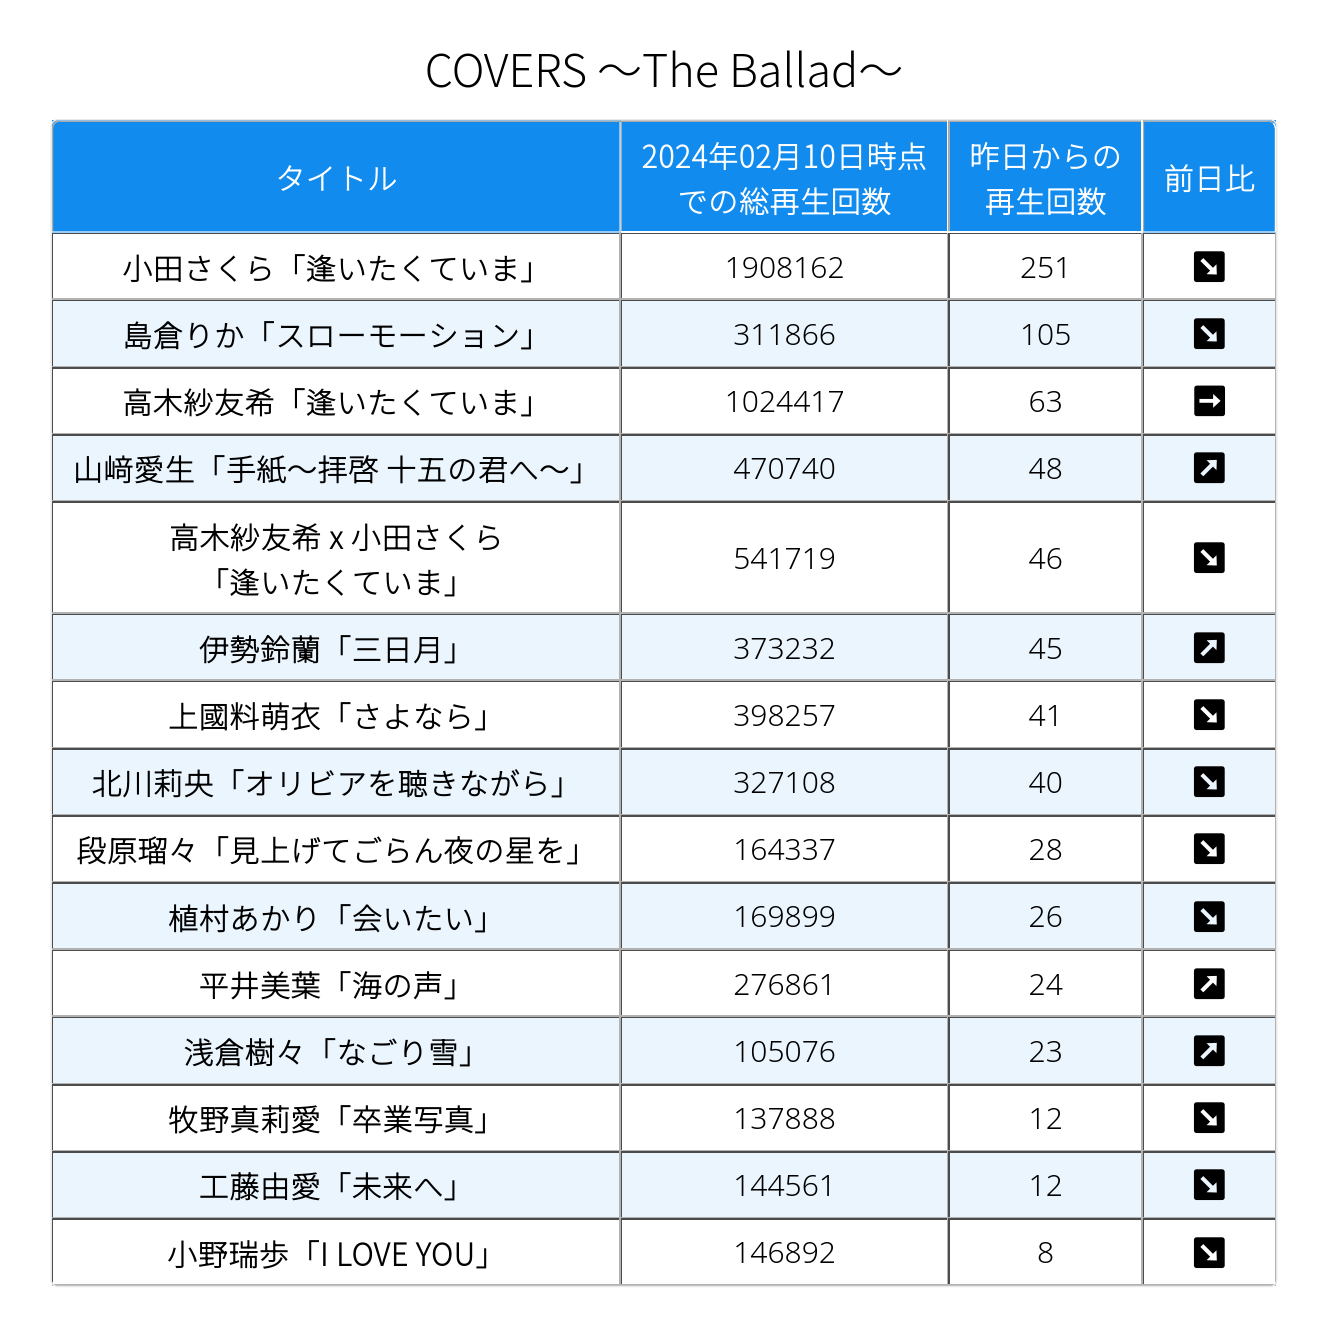 COVERS ～The Ballad～
タイトル
2024年02月10日時点
での総再生回数
昨日からの
再生回数
前日比
小田さくら「逢いたくていま」 1908162 251 ↘
島倉りか「スローモーション」 311866 105 ↘
高木紗友希「逢いたくていま」 1024417 63 →
山﨑愛生「手紙～拝啓 十五の君へ～」 470740 48 ↗
高木紗友希 x 小田さくら
「逢いたくていま」 541719 46 ↘
伊勢鈴蘭「三日月」 373232 45 ↗
上國料萌衣「さよなら」 398257 41 ↘
北川莉央「オリビアを聴きながら」 327108 40 ↘
段原瑠々「見上げてごらん夜の星を」 164337 28 ↘
植村あかり「会いたい」 169899 26 ↘
平井美葉「海の声」 276861 24 ↗
浅倉樹々「なごり雪」 105076 23 ↗
牧野真莉愛「卒業写真」 137888 12 ↘
工藤由愛「未来へ」 144561 12 ↘
小野瑞歩「I LOVE YOU」 146892 8 ↘